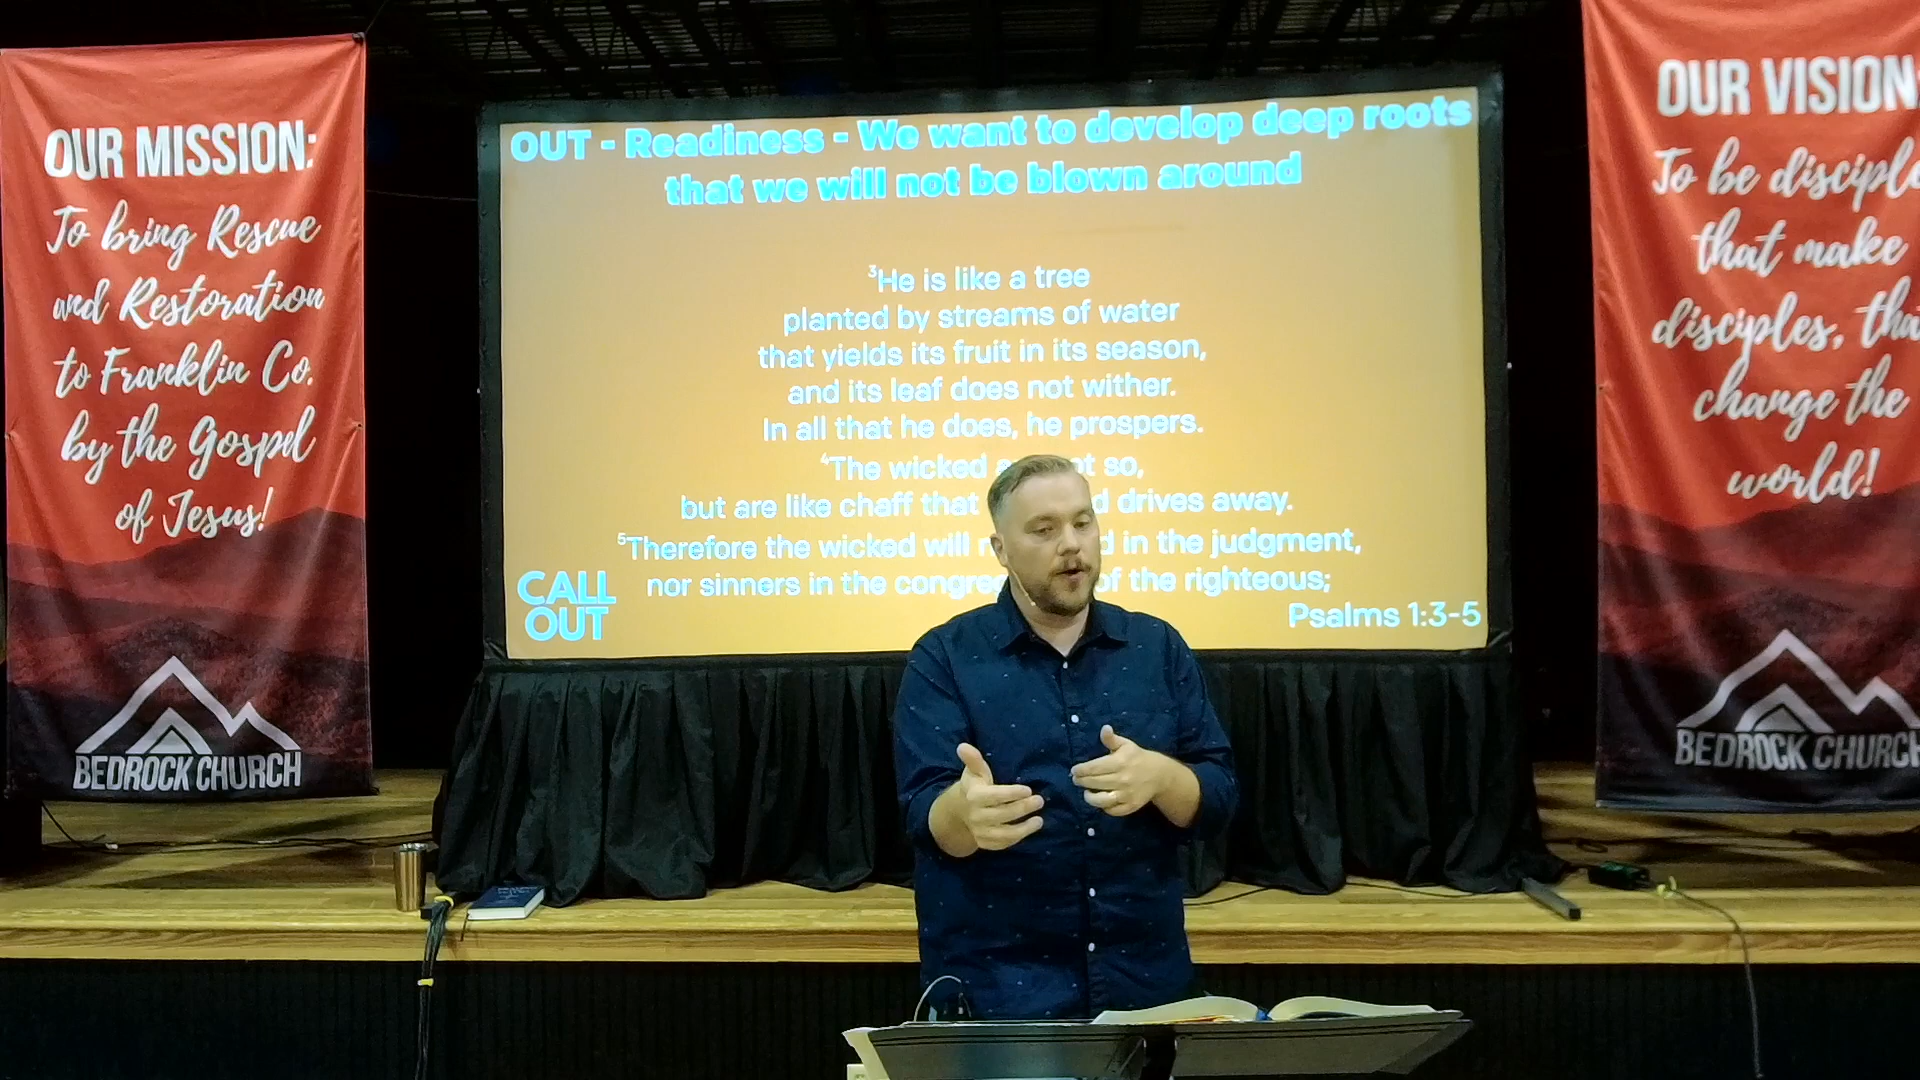 OUR MISSION:
To bring Rescue
and Restoration
to Franklin Co.
by the Gospel
of Jesus!
BEDROCK CHURCH
OUT - Readiness - We want to develop deep roots
that we will not be blown around
3He is like a tree
planted by streams of water
that yields its fruit in its season,
and its leaf does not wither.
In all that he does, he prospers.
4The wicked so,
but are like chaff that drives away.
5Therefore the wicked will in the judgment,
nor sinners in the of the righteous;
Psalms 1:3-5
CALL
OUT
OUR VISION
To be
that make
disciples,
change the
world!
BEDROCK CHURCH